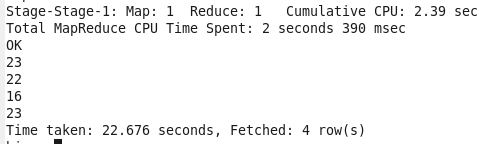 Stage-Stage-1: Map: 1  Reduce: 1   Cumulative CPU: 2.39 sec
Total MapReduce CPU Time Spent: 2 seconds 390 msec
OK
23
22
16
23
Time taken: 22.676 seconds, Fetched: 4 row(s)